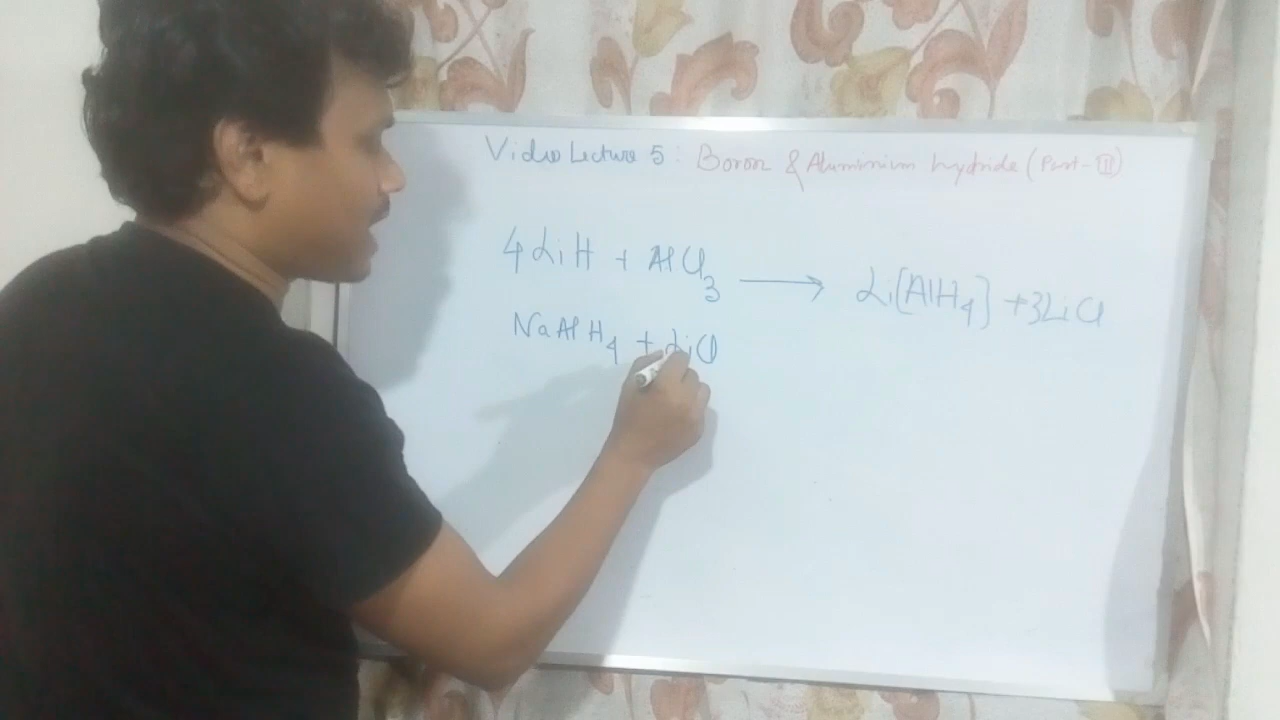 Video Lecture 5: Boron & Aluminium hydride (Part-II)
4LiH + AlCl3 ⟶ Li[AlH4] + 3LiCl
NaAlH4 + LiCl